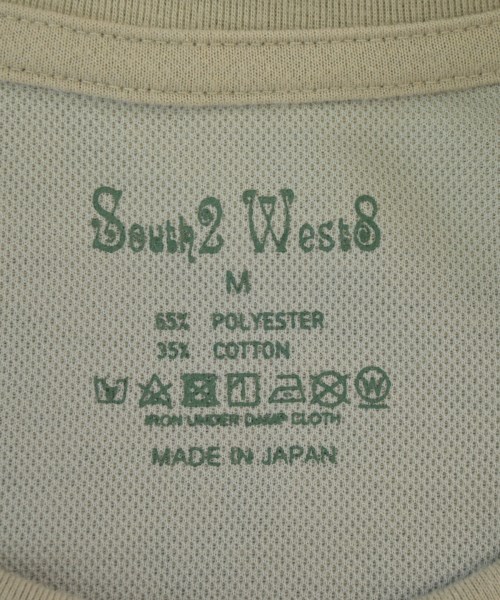 South2 West8
M
65% POLYESTER
35% COTTON
W
IRON UNDER DAMP CLOTH
MADE IN JAPAN